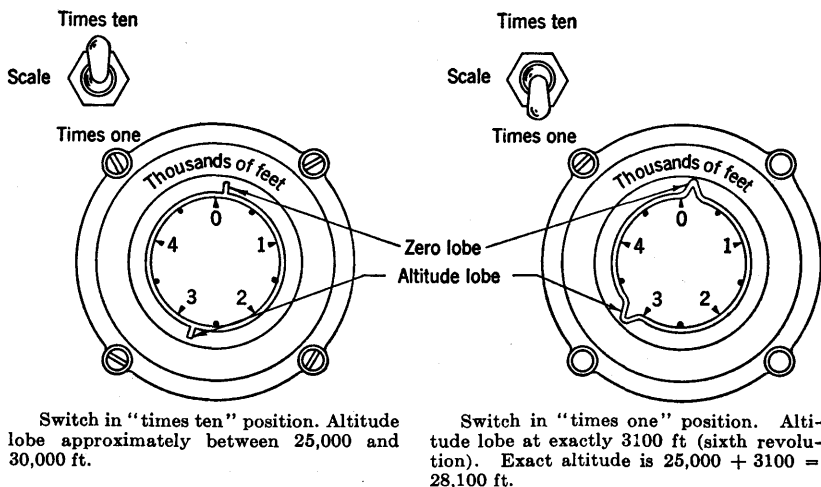 Times ten
Scale
Times one
Thousands of feet
0
1
2
3
4
Times ten
Scale
Times one
Thousands of feet
0
1
2
3
4
Zero lobe
Altitude lobe
Switch in "times ten" position. Altitude
lobe approximately between 25,000 and
30,000 ft.
Switch in "times one" position. Alti-
tude lobe at exactly 3100 ft (sixth revolu-
tion). Exact altitude is 25,000 + 3100 =
28,100 ft.